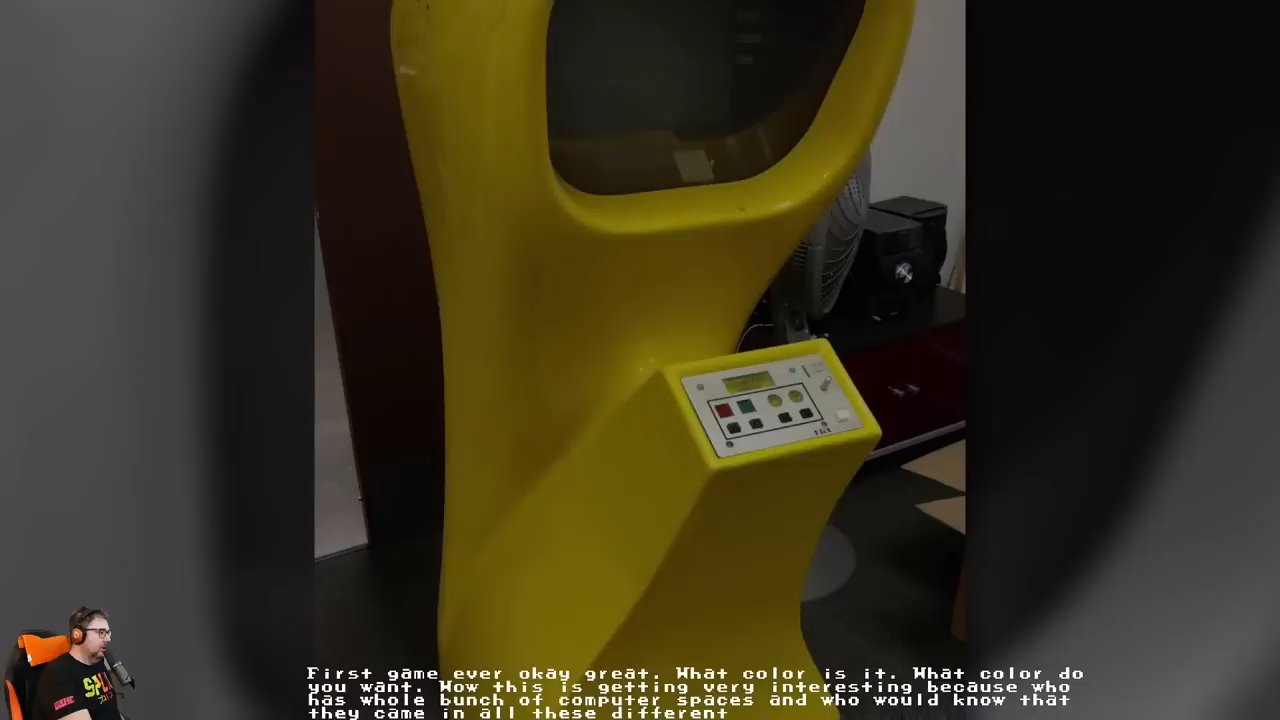 First game ever okay great. What color is it. What color do
you want. Now this is getting very interesting because who
has whole bunch of computer spaces and who would know that
they came in all these different